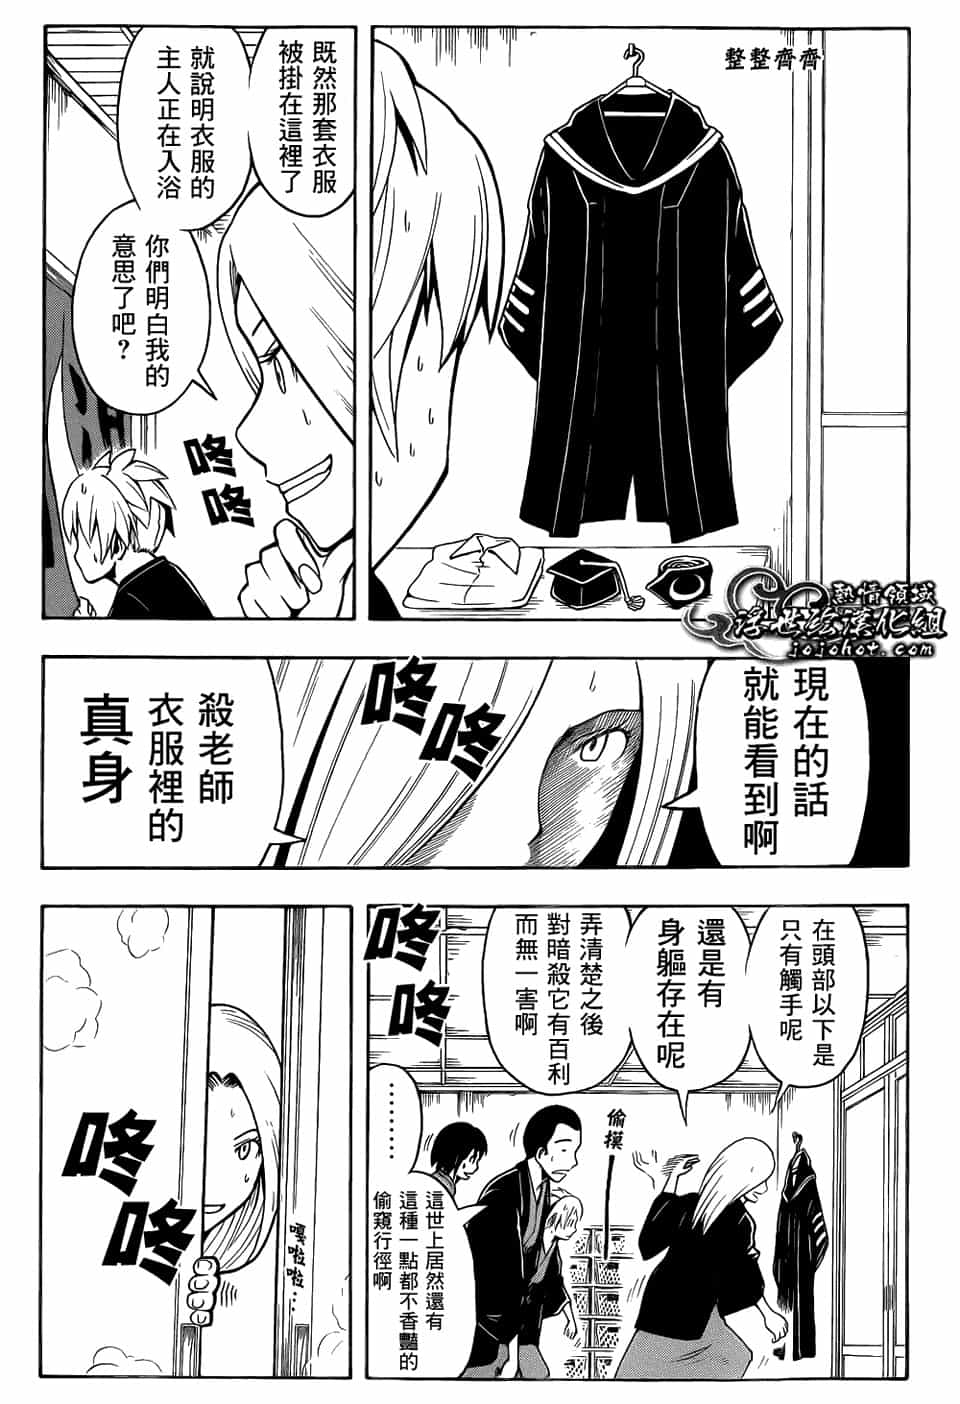 整整齊齊
既然那套衣服
被掛在這裡了
就說明衣服的
主人正在入浴
你們明白我的
意思了吧？
咚
咚
熱情領域
浮世繪漢化組
jojohot.com
現在的話
就能看到啊
咚
咚
殺老師
衣服裡的
真身
在頭部以下是
只有觸手呢
還是有
身軀存在呢
弄清楚之後
對暗殺它有百利
而無一害啊
咚
咚
偷摸
………
這世上居然還有
這種一點都不香豔的
偷窺行徑啊
嘎啦啦…
咚
咚